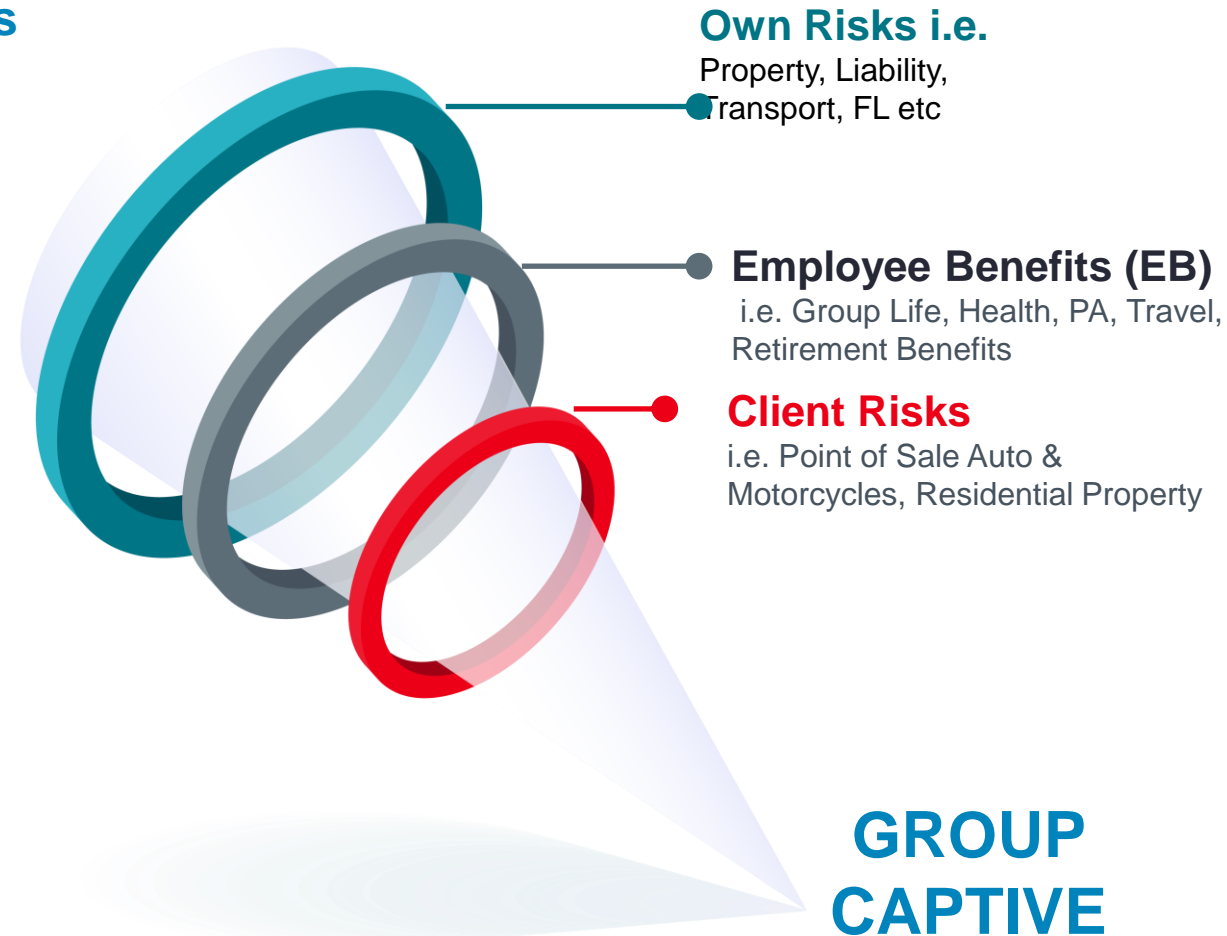 s
Own Risks i.e.
Property, Liability,
Transport, FL etc
Employee Benefits (EB)
i.e. Group Life, Health, PA, Travel,
Retirement Benefits
Client Risks
i.e. Point of Sale Auto &
Motorcycles, Residential Property
GROUP
CAPTIVE